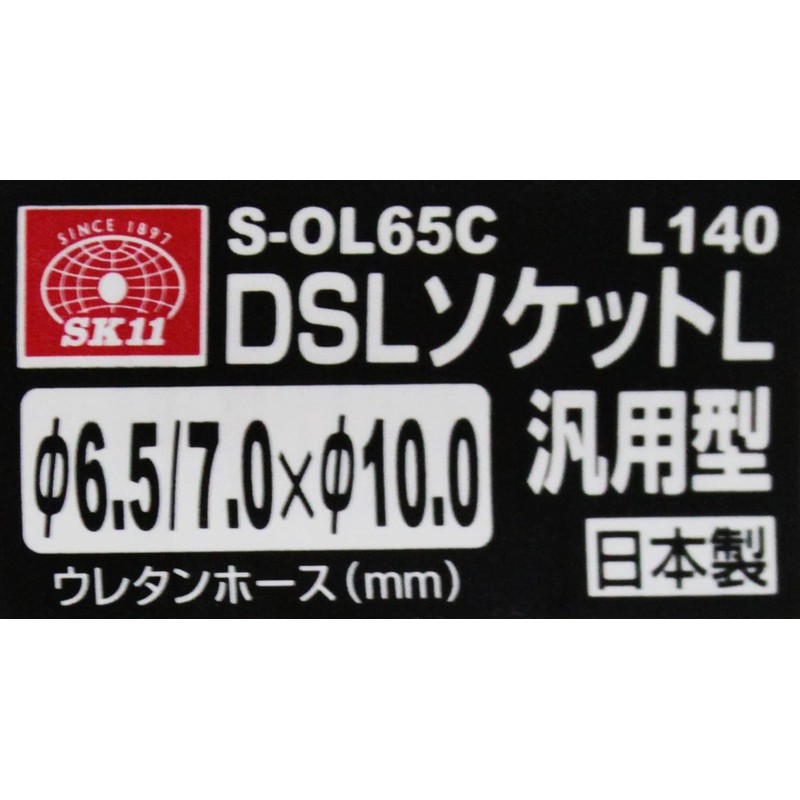 SINCE 1897
SK11
S-OL65C L140
DSLソケットL
φ6.5/7.0×φ10.0
汎用型
ウレタンホース(mm)
日本製